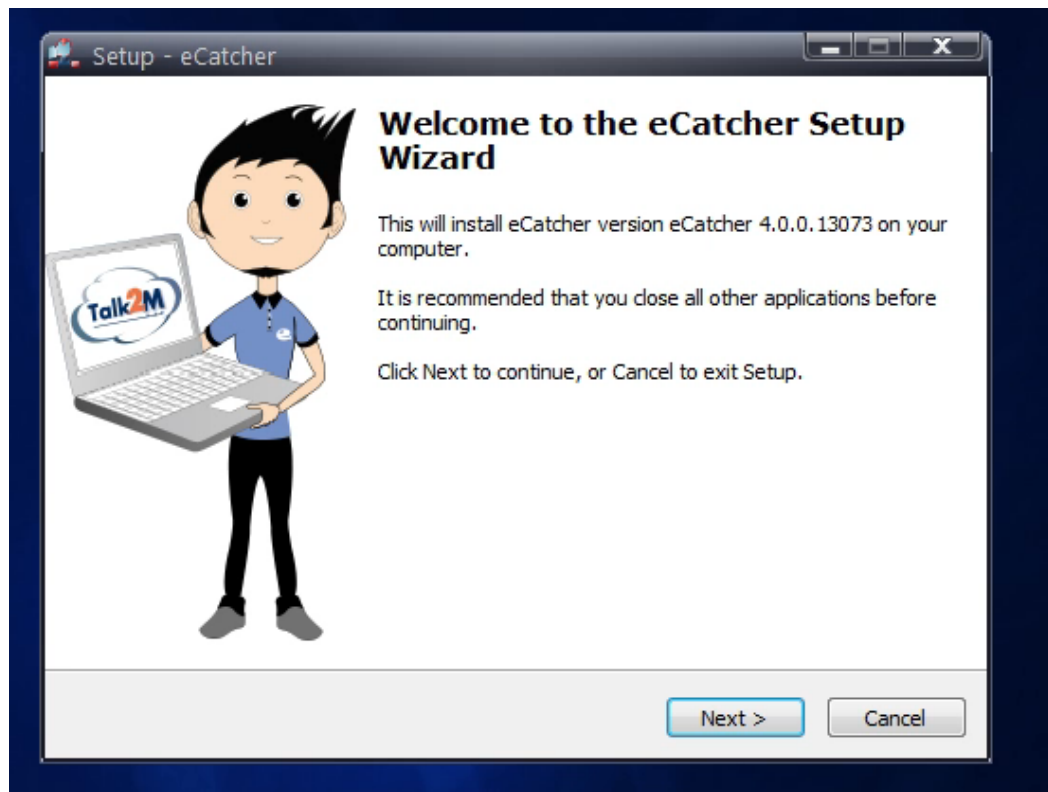 Setup - eCatcher
Welcome to the eCatcher Setup
Wizard
This will install eCatcher version eCatcher 4.0.0.13073 on your
computer.
It is recommended that you close all other applications before
continuing.
Click Next to continue, or Cancel to exit Setup.
Talk2M
e
Next >
Cancel